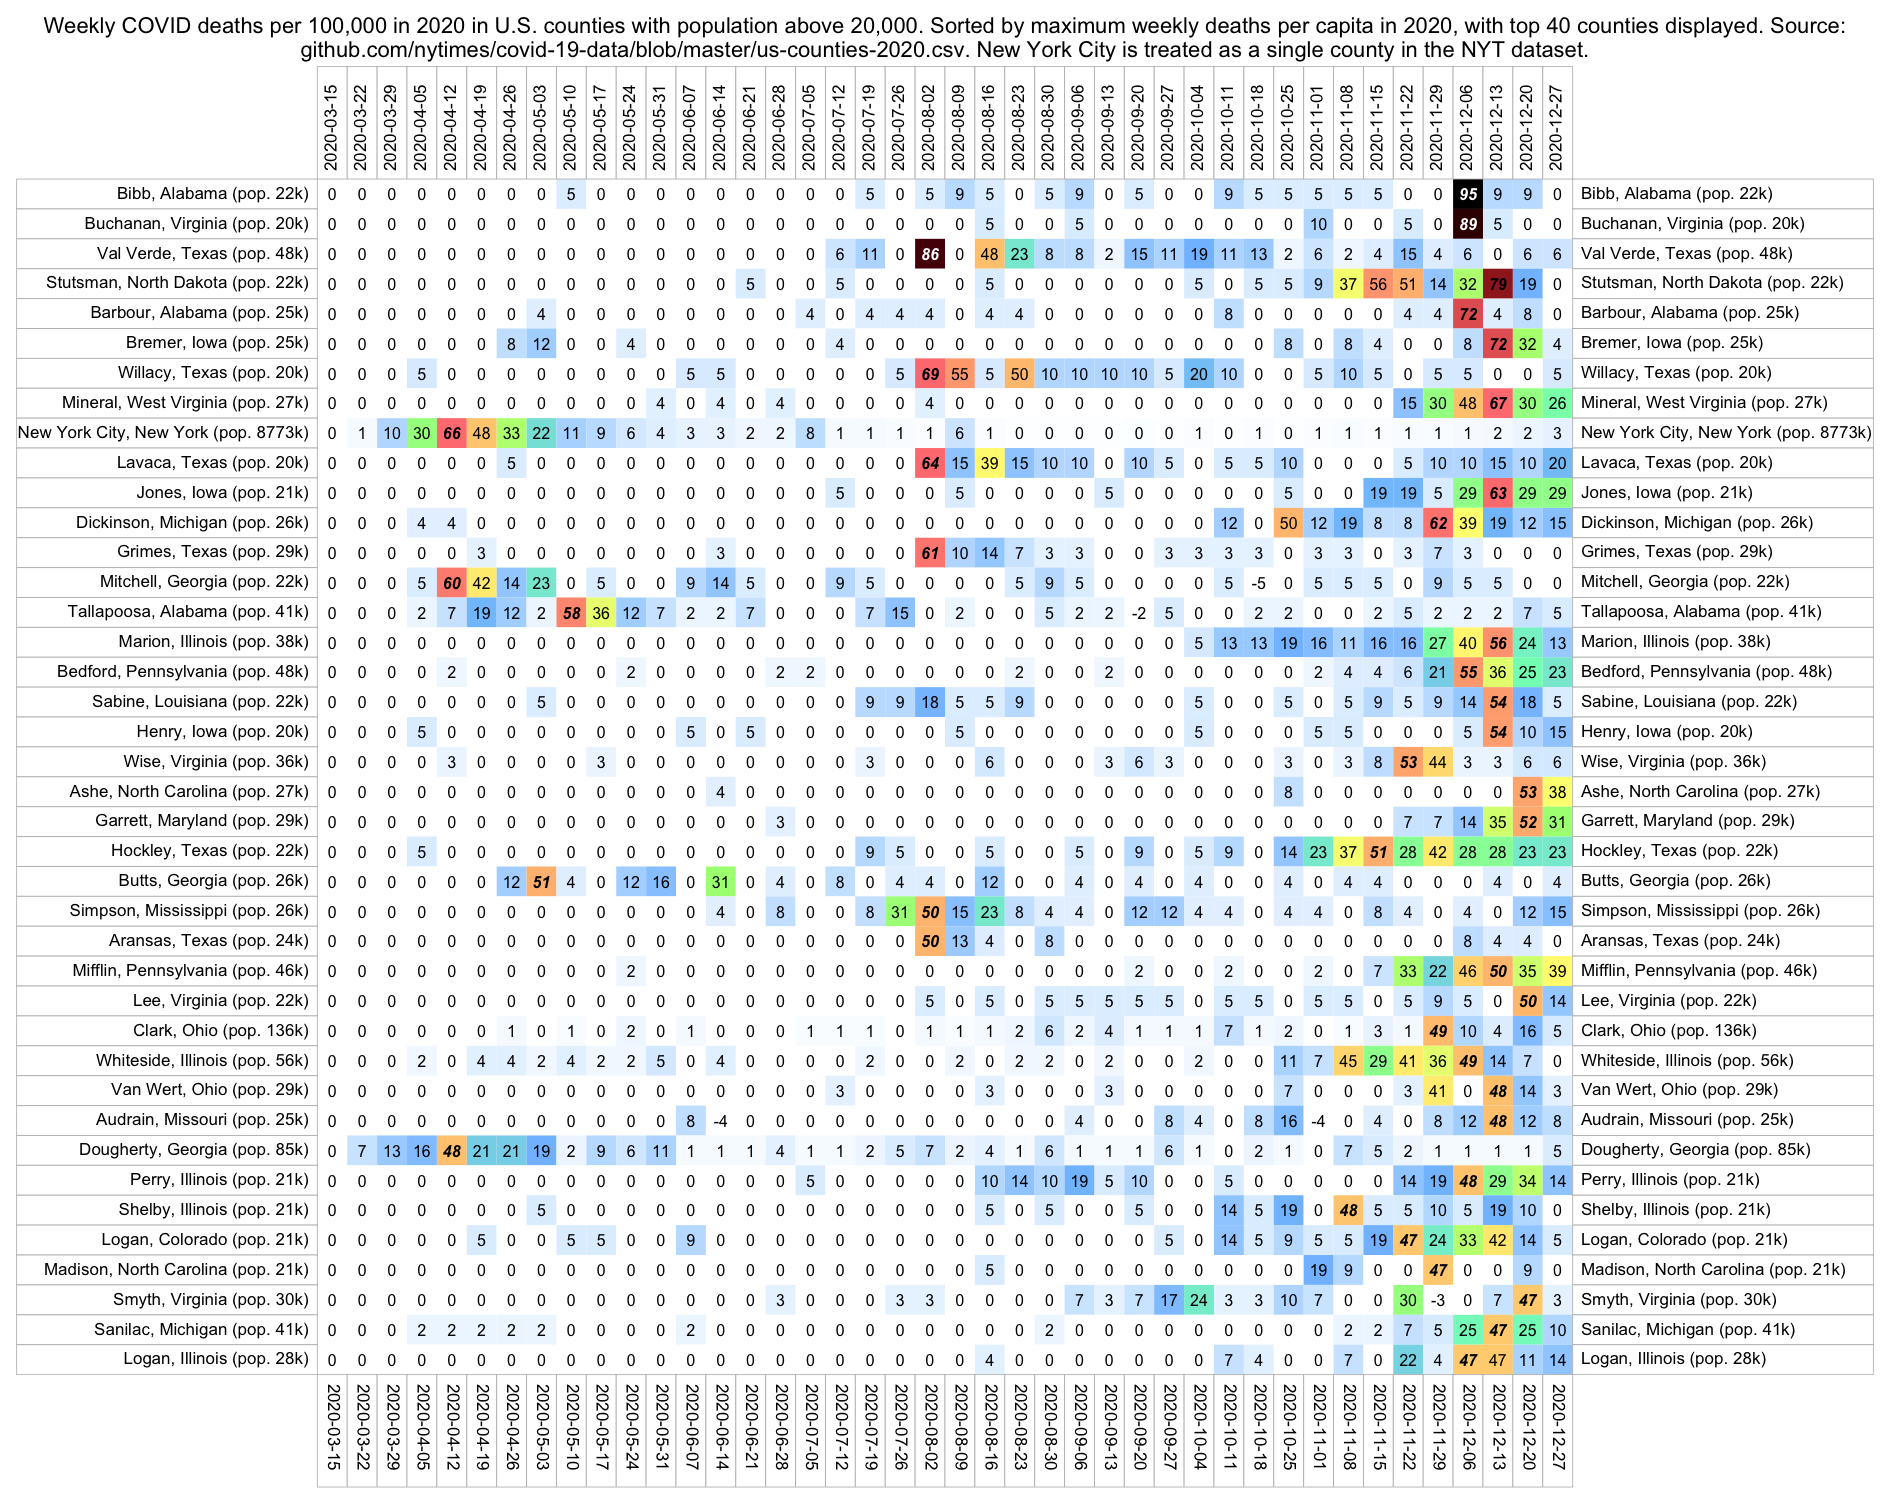 Weekly COVID deaths per 100,000 in 2020 in U.S. counties with population above 20,000. Sorted by maximum weekly deaths per capita in 2020, with top 40 counties displayed. Source:
github.com/nytimes/covid-19-data/blob/master/us-counties-2020.csv. New York City is treated as a single county in the NYT dataset.
2020-03-15 2020-03-22 2020-03-29 2020-04-05 2020-04-12 2020-04-19 2020-04-26 2020-05-03 2020-05-10 2020-05-17 2020-05-24 2020-05-31 2020-06-07 2020-06-14 2020-06-21 2020-06-28 2020-07-05 2020-07-12 2020-07-19 2020-07-26 2020-08-02 2020-08-09 2020-08-16 2020-08-23 2020-08-30 2020-09-06 2020-09-13 2020-09-20 2020-09-27 2020-10-04 2020-10-11 2020-10-18 2020-10-25 2020-11-01 2020-11-08 2020-11-15 2020-11-22 2020-11-29 2020-12-06 2020-12-13 2020-12-20 2020-12-27
Bibb, Alabama (pop. 22k) 0 0 0 0 0 0 0 0 5 0 0 0 0 0 0 0 0 0 5 0 5 9 5 0 5 9 0 5 0 0 9 5 5 5 5 5 0 0 95 9 9 0 Bibb, Alabama (pop. 22k)
Buchanan, Virginia (pop. 20k) 0 0 0 0 0 0 0 0 0 0 0 0 0 0 0 0 0 0 0 0 0 0 5 0 0 5 0 0 0 0 0 0 0 10 0 0 5 0 89 5 0 0 Buchanan, Virginia (pop. 20k)
Val Verde, Texas (pop. 48k) 0 0 0 0 0 0 0 0 0 0 0 0 0 0 0 0 0 6 11 0 86 0 48 23 8 8 2 15 11 19 11 13 2 6 2 4 15 4 6 0 6 6 Val Verde, Texas (pop. 48k)
Stutsman, North Dakota (pop. 22k) 0 0 0 0 0 0 0 0 0 0 0 0 0 0 5 0 0 5 0 0 0 0 5 0 0 0 0 0 0 5 0 5 5 9 37 56 51 14 32 79 19 0 Stutsman, North Dakota (pop. 22k)
Barbour, Alabama (pop. 25k) 0 0 0 0 0 0 0 4 0 0 0 0 0 0 0 0 4 0 4 4 4 0 4 4 0 0 0 0 0 0 8 0 0 0 0 0 4 4 72 4 8 0 Barbour, Alabama (pop. 25k)
Bremer, Iowa (pop. 25k) 0 0 0 0 0 0 8 12 0 0 4 0 0 0 0 0 0 4 0 0 0 0 0 0 0 0 0 0 0 0 0 0 8 0 8 4 0 0 8 72 32 4 Bremer, Iowa (pop. 25k)
Willacy, Texas (pop. 20k) 0 0 0 5 0 0 0 0 0 0 0 0 5 5 0 0 0 0 0 5 69 55 5 50 10 10 10 10 5 20 10 0 0 5 10 5 0 5 5 0 0 5 Willacy, Texas (pop. 20k)
Mineral, West Virginia (pop. 27k) 0 0 0 0 0 0 0 0 0 0 0 4 0 4 0 4 0 0 0 0 4 0 0 0 0 0 0 0 0 0 0 0 0 0 0 0 15 30 48 67 30 26 Mineral, West Virginia (pop. 27k)
New York City, New York (pop. 8773k) 0 1 10 30 66 48 33 22 11 9 6 4 3 3 2 2 8 1 1 1 1 6 1 0 0 0 0 0 0 1 0 1 0 1 1 1 1 1 1 2 2 3 New York City, New York (pop. 8773k)
Lavaca, Texas (pop. 20k) 0 0 0 0 0 0 5 0 0 0 0 0 0 0 0 0 0 0 0 0 64 15 39 15 10 10 0 10 5 0 5 5 10 0 0 0 5 10 10 15 10 20 Lavaca, Texas (pop. 20k)
Jones, Iowa (pop. 21k) 0 0 0 0 0 0 0 0 0 0 0 0 0 0 0 0 0 5 0 0 0 5 0 0 0 0 5 0 0 0 0 0 5 0 0 19 19 5 29 63 29 29 Jones, Iowa (pop. 21k)
Dickinson, Michigan (pop. 26k) 0 0 0 4 4 0 0 0 0 0 0 0 0 0 0 0 0 0 0 0 0 0 0 0 0 0 0 0 0 0 12 0 50 12 19 8 8 62 39 19 12 15 Dickinson, Michigan (pop. 26k)
Grimes, Texas (pop. 29k) 0 0 0 0 0 3 0 0 0 0 0 0 0 3 0 0 0 0 0 0 61 10 14 7 3 3 0 0 3 3 3 3 0 3 3 0 3 7 3 0 0 0 Grimes, Texas (pop. 29k)
Mitchell, Georgia (pop. 22k) 0 0 0 5 60 42 14 23 0 5 0 0 9 14 5 0 0 9 5 0 0 0 0 5 9 5 0 0 0 0 5 -5 0 5 5 5 0 9 5 5 0 0 Mitchell, Georgia (pop. 22k)
Tallapoosa, Alabama (pop. 41k) 0 0 0 2 7 19 12 2 58 36 12 7 2 2 7 0 0 0 7 15 0 2 0 0 5 2 2 -2 5 0 0 2 2 0 0 2 5 2 2 2 7 5 Tallapoosa, Alabama (pop. 41k)
Marion, Illinois (pop. 38k) 0 0 0 0 0 0 0 0 0 0 0 0 0 0 0 0 0 0 0 0 0 0 0 0 0 0 0 0 0 5 13 13 19 16 11 16 16 27 40 56 24 13 Marion, Illinois (pop. 38k)
Bedford, Pennsylvania (pop. 48k) 0 0 0 0 2 0 0 0 0 0 2 0 0 0 0 2 2 0 0 0 0 0 0 2 0 0 2 0 0 0 0 0 0 2 4 4 6 21 55 36 25 23 Bedford, Pennsylvania (pop. 48k)
Sabine, Louisiana (pop. 22k) 0 0 0 0 0 0 0 5 0 0 0 0 0 0 0 0 0 0 9 9 18 5 5 9 0 0 0 0 0 5 0 0 5 0 5 9 5 9 14 54 18 5 Sabine, Louisiana (pop. 22k)
Henry, Iowa (pop. 20k) 0 0 0 5 0 0 0 0 0 0 0 0 5 0 5 0 0 0 0 0 0 5 0 0 0 0 0 0 0 5 0 0 0 5 5 0 0 0 5 54 10 15 Henry, Iowa (pop. 20k)
Wise, Virginia (pop. 36k) 0 0 0 0 3 0 0 0 0 3 0 0 0 0 0 0 0 0 3 0 0 0 6 0 0 0 3 6 3 0 0 0 3 0 3 8 53 44 3 3 6 6 Wise, Virginia (pop. 36k)
Ashe, North Carolina (pop. 27k) 0 0 0 0 0 0 0 0 0 0 0 0 0 4 0 0 0 0 0 0 0 0 0 0 0 0 0 0 0 0 0 0 8 0 0 0 0 0 0 0 53 38 Ashe, North Carolina (pop. 27k)
Garrett, Maryland (pop. 29k) 0 0 0 0 0 0 0 0 0 0 0 0 0 0 0 3 0 0 0 0 0 0 0 0 0 0 0 0 0 0 0 0 0 0 0 0 7 7 14 35 52 31 Garrett, Maryland (pop. 29k)
Hockley, Texas (pop. 22k) 0 0 0 5 0 0 0 0 0 0 0 0 0 0 0 0 0 0 9 5 0 0 5 0 0 5 0 9 0 5 9 0 14 23 37 51 28 42 28 28 23 23 Hockley, Texas (pop. 22k)
Butts, Georgia (pop. 26k) 0 0 0 0 0 0 12 51 4 0 12 16 0 31 0 4 0 8 0 4 4 0 12 0 0 4 0 4 0 4 0 0 4 0 4 4 0 0 0 4 0 4 Butts, Georgia (pop. 26k)
Simpson, Mississippi (pop. 26k) 0 0 0 0 0 0 0 0 0 0 0 0 0 4 0 8 0 0 8 31 50 15 23 8 4 4 0 12 12 4 4 0 4 4 0 8 4 0 4 0 12 15 Simpson, Mississippi (pop. 26k)
Aransas, Texas (pop. 24k) 0 0 0 0 0 0 0 0 0 0 0 0 0 0 0 0 0 0 0 0 50 13 4 0 8 0 0 0 0 0 0 0 0 0 0 0 0 0 8 4 4 0 Aransas, Texas (pop. 24k)
Mifflin, Pennsylvania (pop. 46k) 0 0 0 0 0 0 0 0 0 0 2 0 0 0 0 0 0 0 0 0 0 0 0 0 0 0 0 2 0 0 2 0 0 2 0 7 33 22 46 50 35 39 Mifflin, Pennsylvania (pop. 46k)
Lee, Virginia (pop. 22k) 0 0 0 0 0 0 0 0 0 0 0 0 0 0 0 0 0 0 0 0 5 0 5 0 5 5 5 5 5 0 5 5 0 5 5 0 5 9 5 0 50 14 Lee, Virginia (pop. 22k)
Clark, Ohio (pop. 136k) 0 0 0 0 0 0 1 0 1 0 2 0 1 0 0 0 1 1 1 0 1 1 1 2 6 2 4 1 1 1 7 1 2 0 1 3 1 49 10 4 16 5 Clark, Ohio (pop. 136k)
Whiteside, Illinois (pop. 56k) 0 0 0 2 0 4 4 2 4 2 2 5 0 4 0 0 0 0 2 0 0 2 0 2 2 0 2 0 0 2 0 0 11 7 45 29 41 36 49 14 7 0 Whiteside, Illinois (pop. 56k)
Van Wert, Ohio (pop. 29k) 0 0 0 0 0 0 0 0 0 0 0 0 0 0 0 0 0 3 0 0 0 0 3 0 0 0 3 0 0 0 0 0 7 0 0 0 3 41 0 48 14 3 Van Wert, Ohio (pop. 29k)
Audrain, Missouri (pop. 25k) 0 0 0 0 0 0 0 0 0 0 0 0 8 -4 0 0 0 0 0 0 0 0 0 0 0 4 0 0 8 4 0 8 16 -4 0 4 0 8 12 48 12 8 Audrain, Missouri (pop. 25k)
Dougherty, Georgia (pop. 85k) 0 7 13 16 48 21 21 19 2 9 6 11 1 1 1 4 1 1 2 5 7 2 4 1 6 1 1 1 6 1 0 2 1 0 7 5 2 1 1 1 1 5 Dougherty, Georgia (pop. 85k)
Perry, Illinois (pop. 21k) 0 0 0 0 0 0 0 0 0 0 0 0 0 0 0 0 5 0 0 0 0 0 10 14 10 19 5 10 0 0 5 0 0 0 0 0 14 19 48 29 34 14 Perry, Illinois (pop. 21k)
Shelby, Illinois (pop. 21k) 0 0 0 0 0 0 0 5 0 0 0 0 0 0 0 0 0 0 0 0 0 0 5 0 5 0 0 5 0 0 14 5 19 0 48 5 5 10 5 19 10 0 Shelby, Illinois (pop. 21k)
Logan, Colorado (pop. 21k) 0 0 0 0 0 5 0 0 5 5 0 0 9 0 0 0 0 0 0 0 0 0 0 0 0 0 0 0 5 0 14 5 9 5 5 19 47 24 33 42 14 5 Logan, Colorado (pop. 21k)
Madison, North Carolina (pop. 21k) 0 0 0 0 0 0 0 0 0 0 0 0 0 0 0 0 0 0 0 0 0 0 5 0 0 0 0 0 0 0 0 0 0 19 9 0 0 47 0 0 9 0 Madison, North Carolina (pop. 21k)
Smyth, Virginia (pop. 30k) 0 0 0 0 0 0 0 0 0 0 0 0 0 0 0 3 0 0 0 3 3 0 0 0 0 7 3 7 17 24 3 3 10 7 0 0 30 -3 0 7 47 3 Smyth, Virginia (pop. 30k)
Sanilac, Michigan (pop. 41k) 0 0 0 2 2 2 2 2 0 0 0 0 2 0 0 0 0 0 0 0 0 0 0 0 2 0 0 0 0 0 0 0 0 0 2 2 7 5 25 47 25 10 Sanilac, Michigan (pop. 41k)
Logan, Illinois (pop. 28k) 0 0 0 0 0 0 0 0 0 0 0 0 0 0 0 0 0 0 0 0 0 0 4 0 0 0 0 0 0 0 7 4 0 0 7 0 22 4 47 47 11 14 Logan, Illinois (pop. 28k)
2020-03-15 2020-03-22 2020-03-29 2020-04-05 2020-04-12 2020-04-19 2020-04-26 2020-05-03 2020-05-10 2020-05-17 2020-05-24 2020-05-31 2020-06-07 2020-06-14 2020-06-21 2020-06-28 2020-07-05 2020-07-12 2020-07-19 2020-07-26 2020-08-02 2020-08-09 2020-08-16 2020-08-23 2020-08-30 2020-09-06 2020-09-13 2020-09-20 2020-09-27 2020-10-04 2020-10-11 2020-10-18 2020-10-25 2020-11-01 2020-11-08 2020-11-15 2020-11-22 2020-11-29 2020-12-06 2020-12-13 2020-12-20 2020-12-27